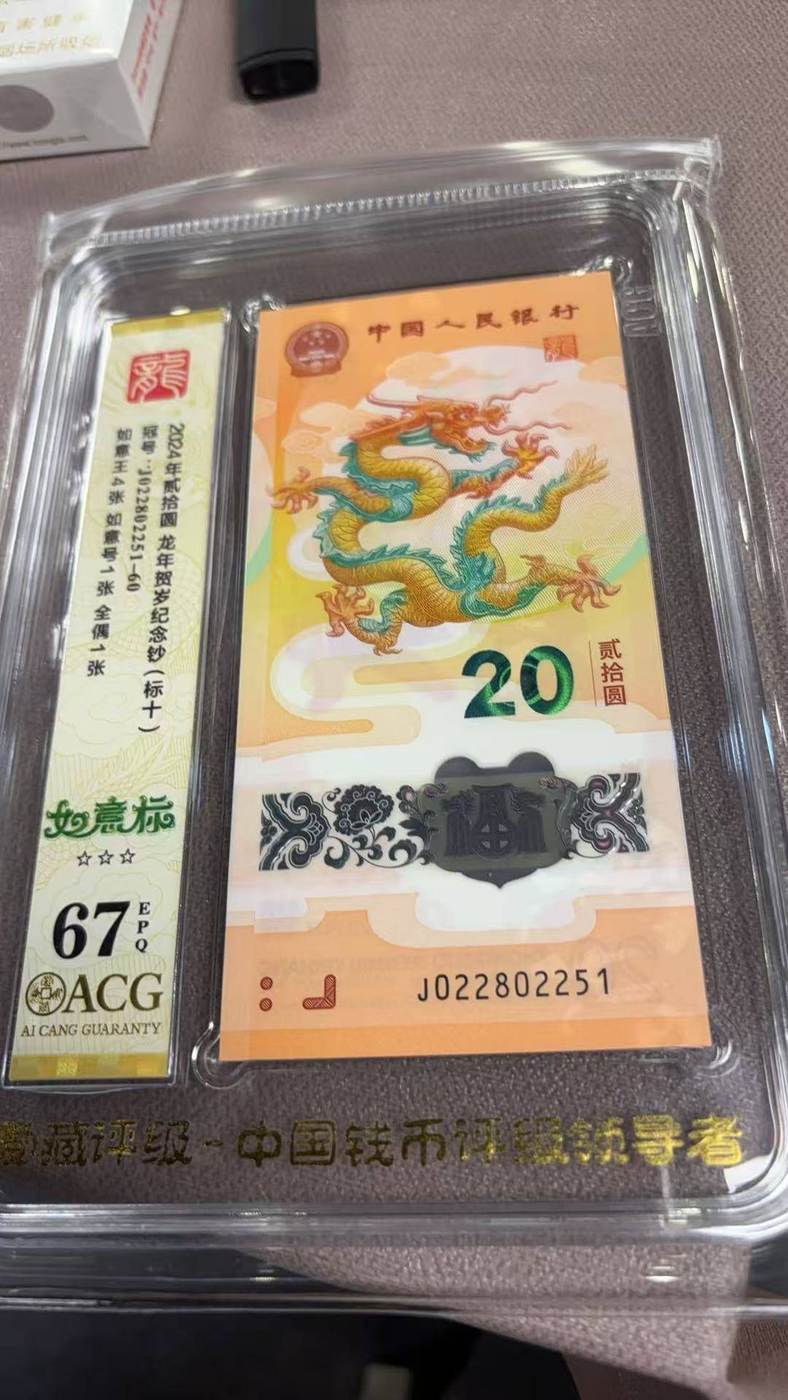 龍
2024年贰拾圆 龙年贺岁纪念钞(标十)
冠号:J022802251-60
如意王4张 如意号1张 全偶1张
如意标
☆☆☆
67 EPQ
ACG
AI CANG GUARANTY
中国人民银行
20
贰拾圆
J022802251
爱藏评级-中国钱币评级领导者